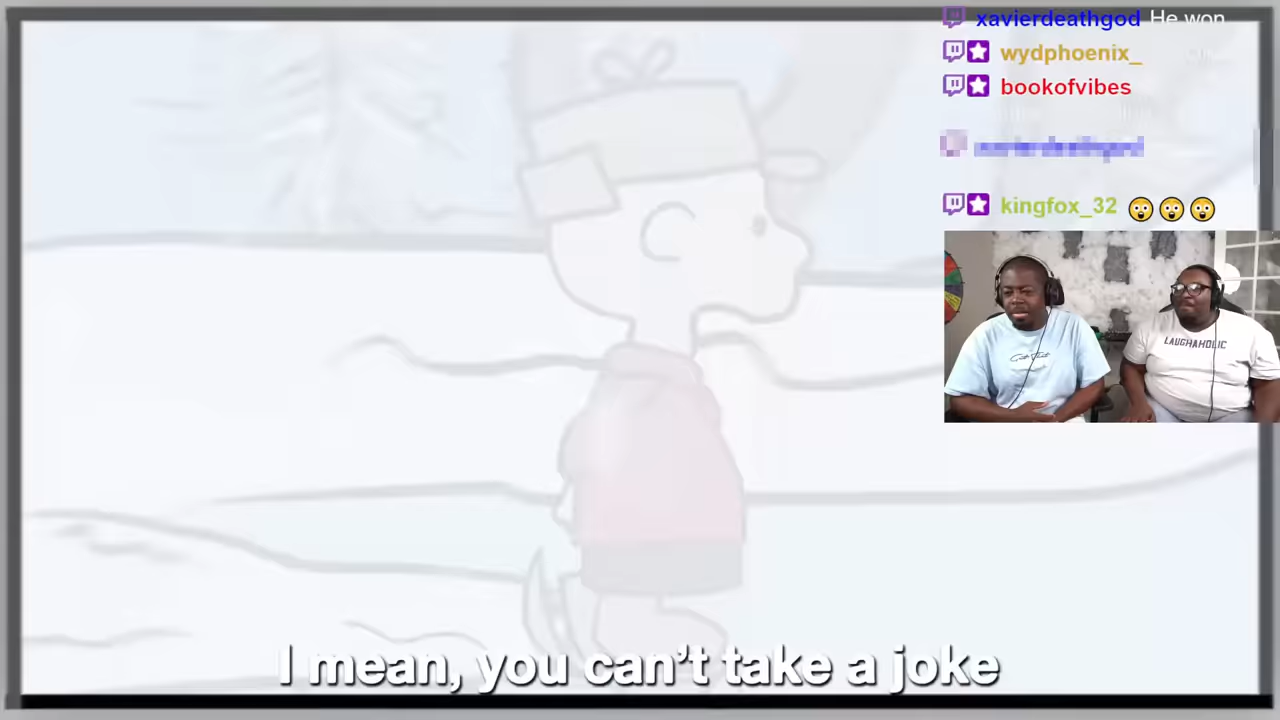 xavierdeathgod He won
wydphoenix_
bookofvibes
kingfox_32
LAUGHAHOLIC
I mean, you can't take a joke